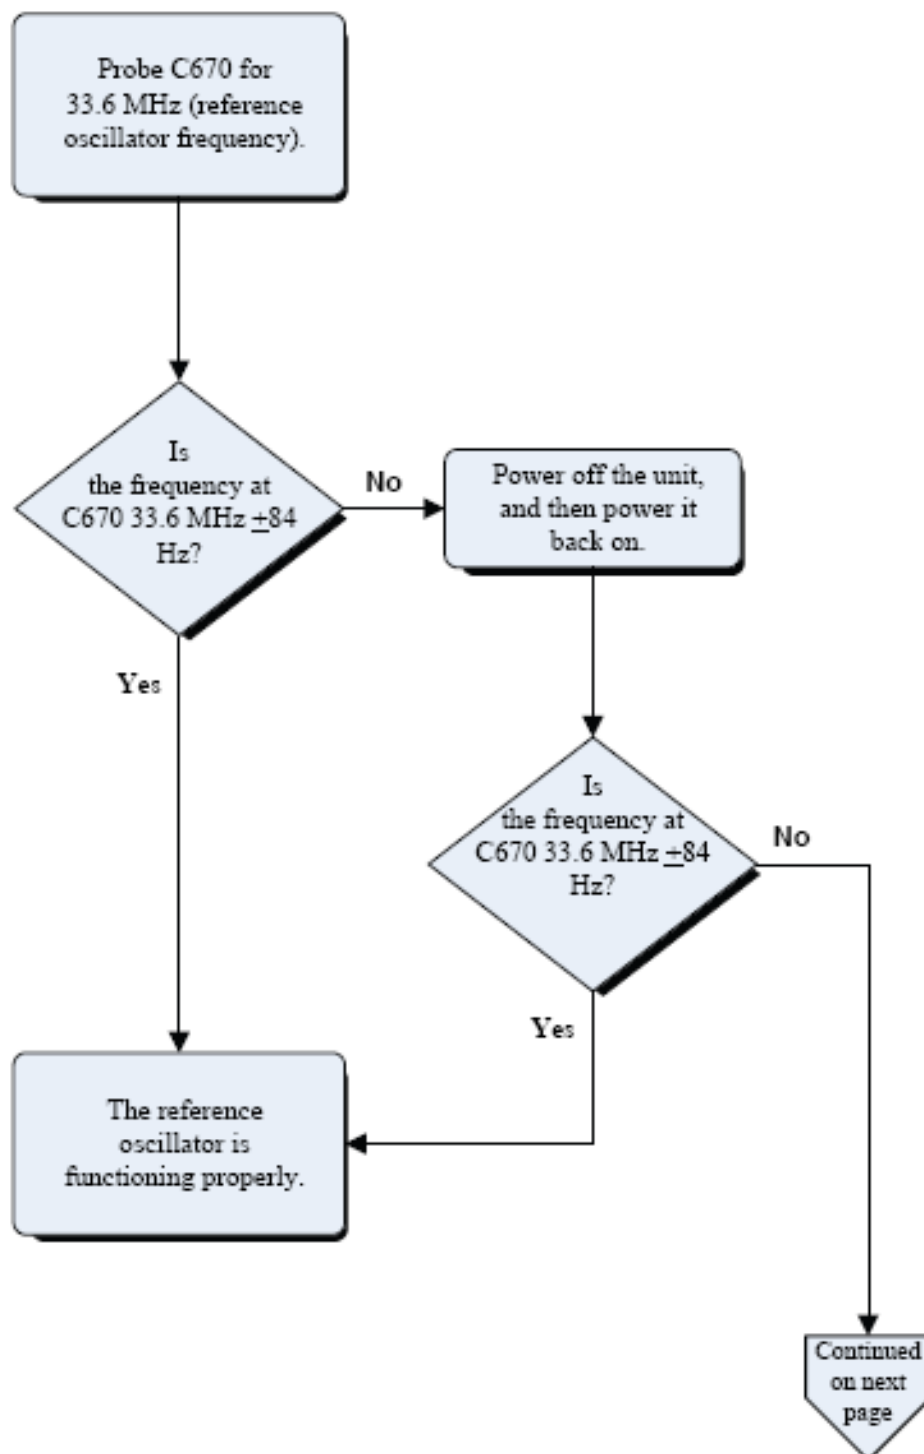 Probe C670 for
33.6 MHz (reference
oscillator frequency).
Is
the frequency at
C670 33.6 MHz ±84
Hz?
No
Power off the unit,
and then power it
back on.
Yes
Is
the frequency at
C670 33.6 MHz ±84
Hz?
No
Yes
The reference
oscillator is
functioning properly.
Continued
on next
page